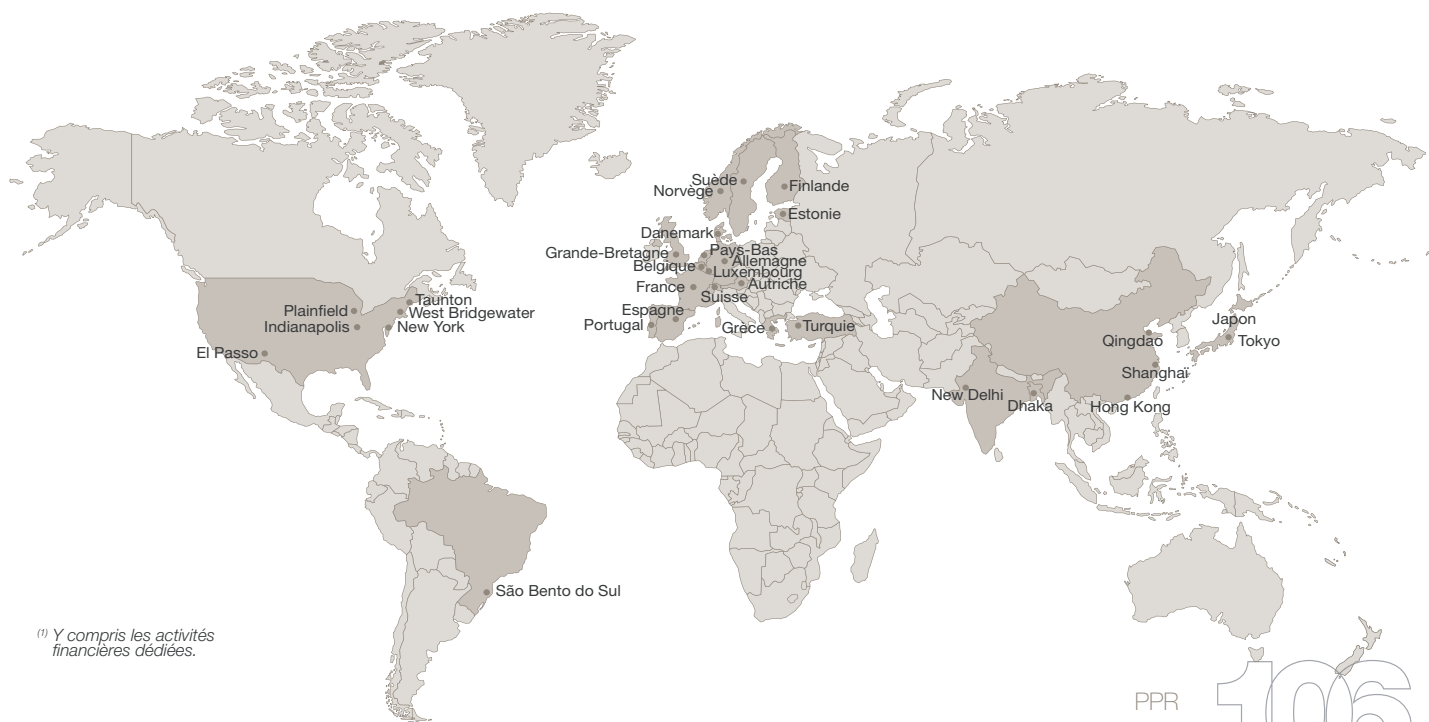 Suède
Norvège
Finlande
Estonie
Danemark
Grande-Bretagne
Pays-Bas
Allemagne
Belgique
Luxembourg
Autriche
France
Suisse
Espagne
Portugal
Grèce
Turquie
Taunton
Plainfield
West Bridgewater
Indianapolis
New York
El Passo
Japon
Qingdao
Tokyo
Shanghaï
New Delhi
Dhaka
Hong Kong
São Bento do Sul
(1) Y compris les activités
financières dédiées.
PPR
106